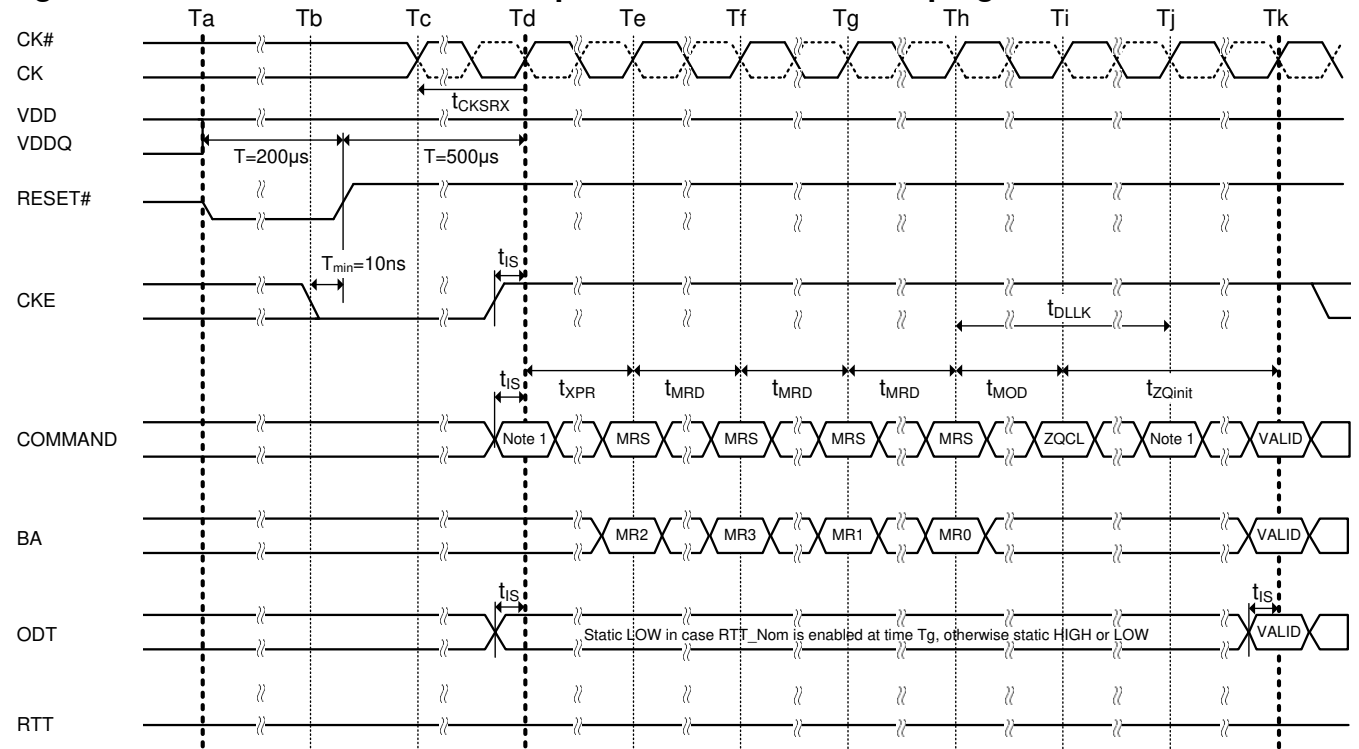 Ta Tb Tc Td Te Tf Tg Th Ti Tj Tk
CK#
CK
tCKSRX
VDD
VDDQ
T=200µs T=500µs
RESET#
Tmin=10ns tIS
CKE
tDLLK
tIS tXPR tMRD tMRD tMRD tMOD tZQinit
COMMAND Note 1 MRS MRS MRS MRS ZQCL Note 1 VALID
BA MR2 MR3 MR1 MR0 VALID
tIS tIS
ODT Static LOW in case RTT_Nom is enabled at time Tg, otherwise static HIGH or LOW VALID
RTT